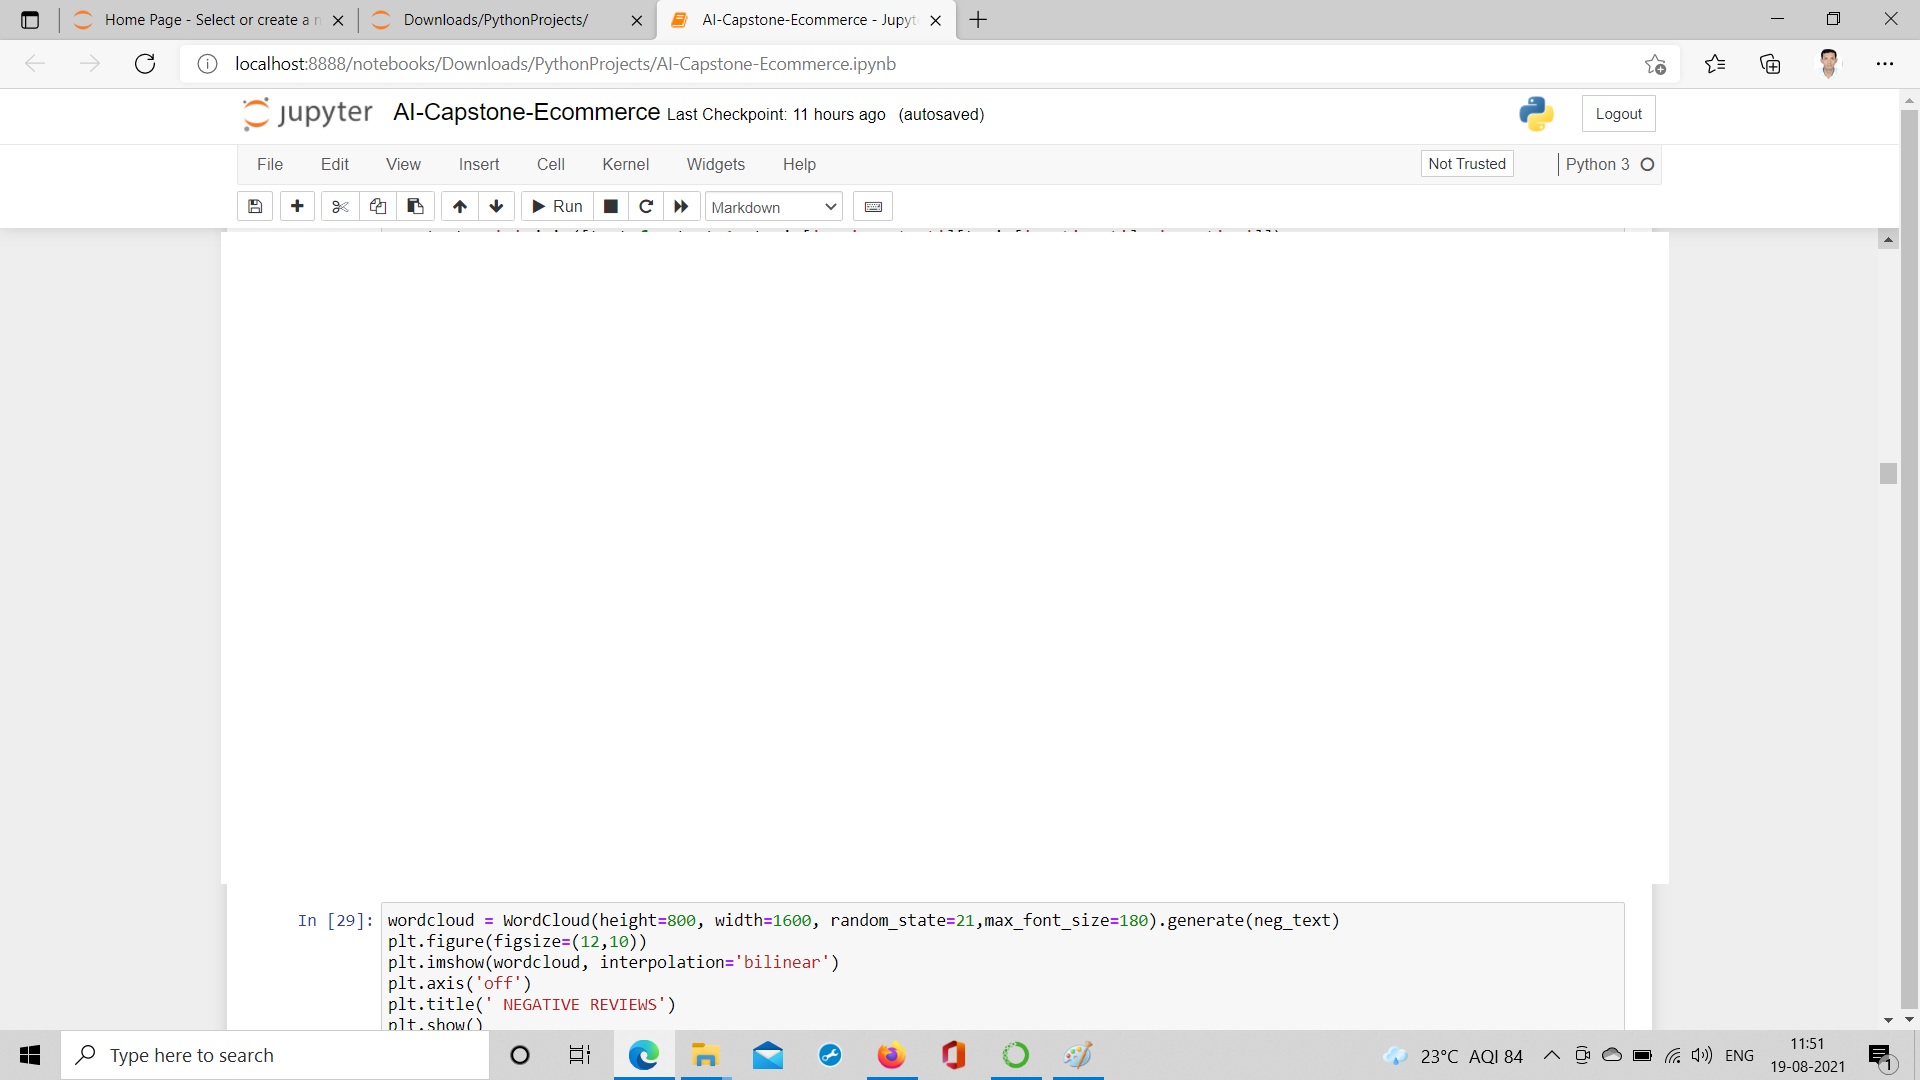 Home Page - Select or create a n
Downloads/PythonProjects/
AI-Capstone-Ecommerce - Jupyt
localhost:8888/notebooks/Downloads/PythonProjects/AI-Capstone-Ecommerce.ipynb
jupyter AI-Capstone-Ecommerce Last Checkpoint: 11 hours ago (autosaved)
Logout
File Edit View Insert Cell Kernel Widgets Help
Not Trusted
Python 3
Run
Markdown
In [29]:
wordcloud = WordCloud(height=800, width=1600, random_state=21,max_font_size=180).generate(neg_text)
plt.figure(figsize=(12,10))
plt.imshow(wordcloud, interpolation='bilinear')
plt.axis('off')
plt.title(' NEGATIVE REVIEWS')
plt.show()
Type here to search
23°C AQI 84
ENG
11:51
19-08-2021
1